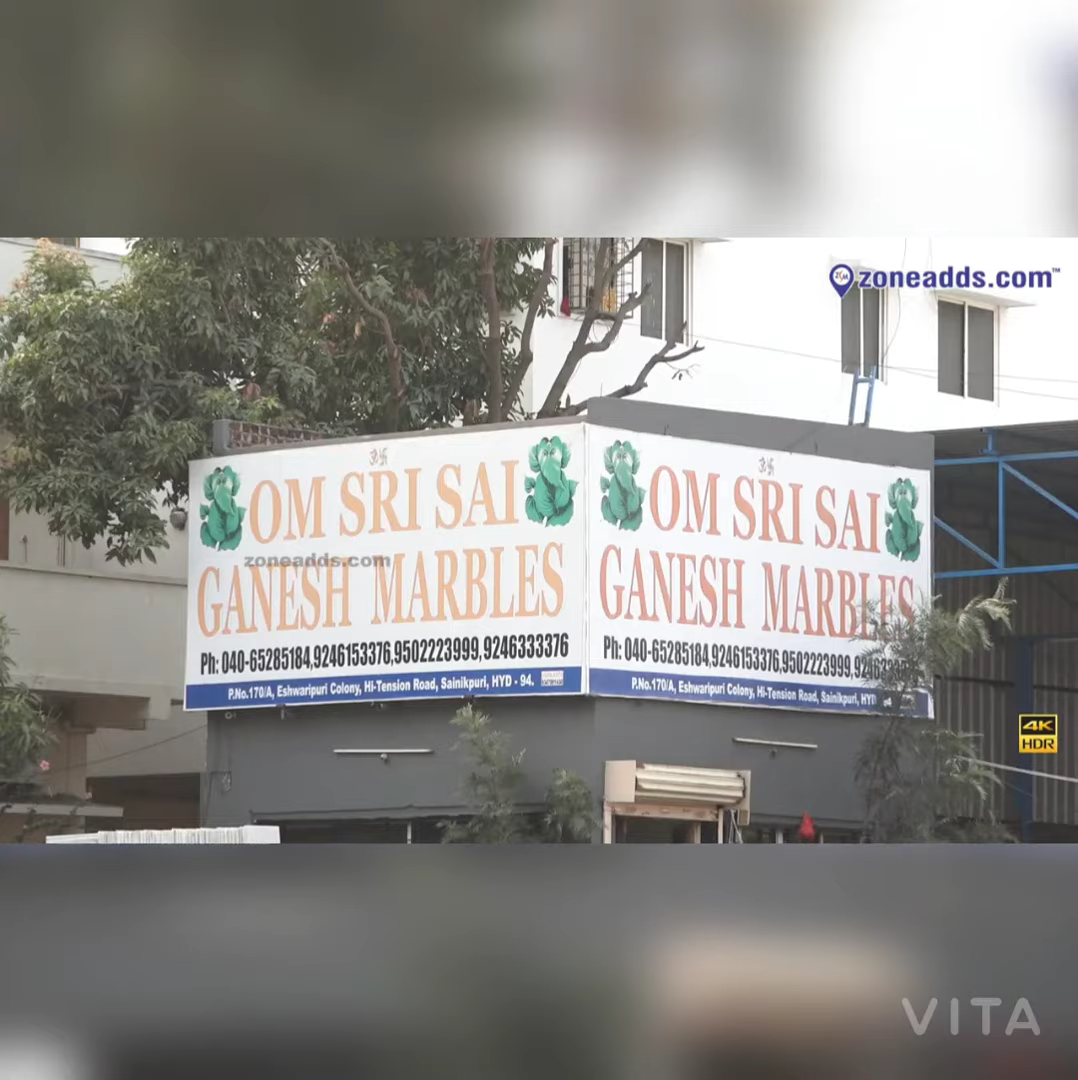 zoneadds.com™
OM SRI SAI
zoneadds.com
GANESH MARBLES
Ph: 040-65285184,9246153376,9502223999,9246333376
P.No.170/A, Eshwaripuri Colony, Hi-Tension Road, Sainikpuri, HYD - 94.
OM SRI SAI
GANESH MARBLES
Ph: 040-65285184,9246153376,9502223999,
P.No.170/A, Eshwaripuri Colony, Hi-Tension Road, Sainikpuri, HYD
4K
HDR
VITA